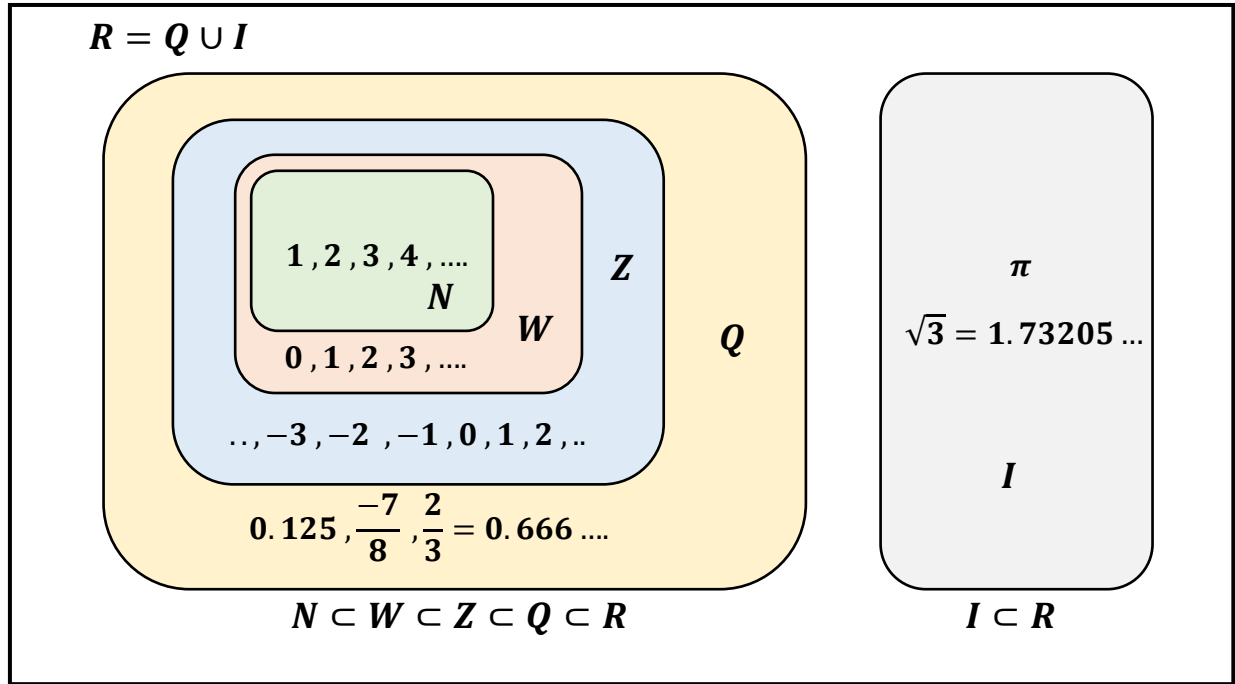 R = Q ∪ I
1 , 2 , 3 , 4 , ....
N
W
0 , 1 , 2 , 3 , ....
Z
. . , −3 , −2 , −1 , 0 , 1 , 2 , ..
Q
0. 125 , −7/8 , 2/3 = 0. 666 ....
N ⊂ W ⊂ Z ⊂ Q ⊂ R
π
√3 = 1. 73205 ...
I
I ⊂ R